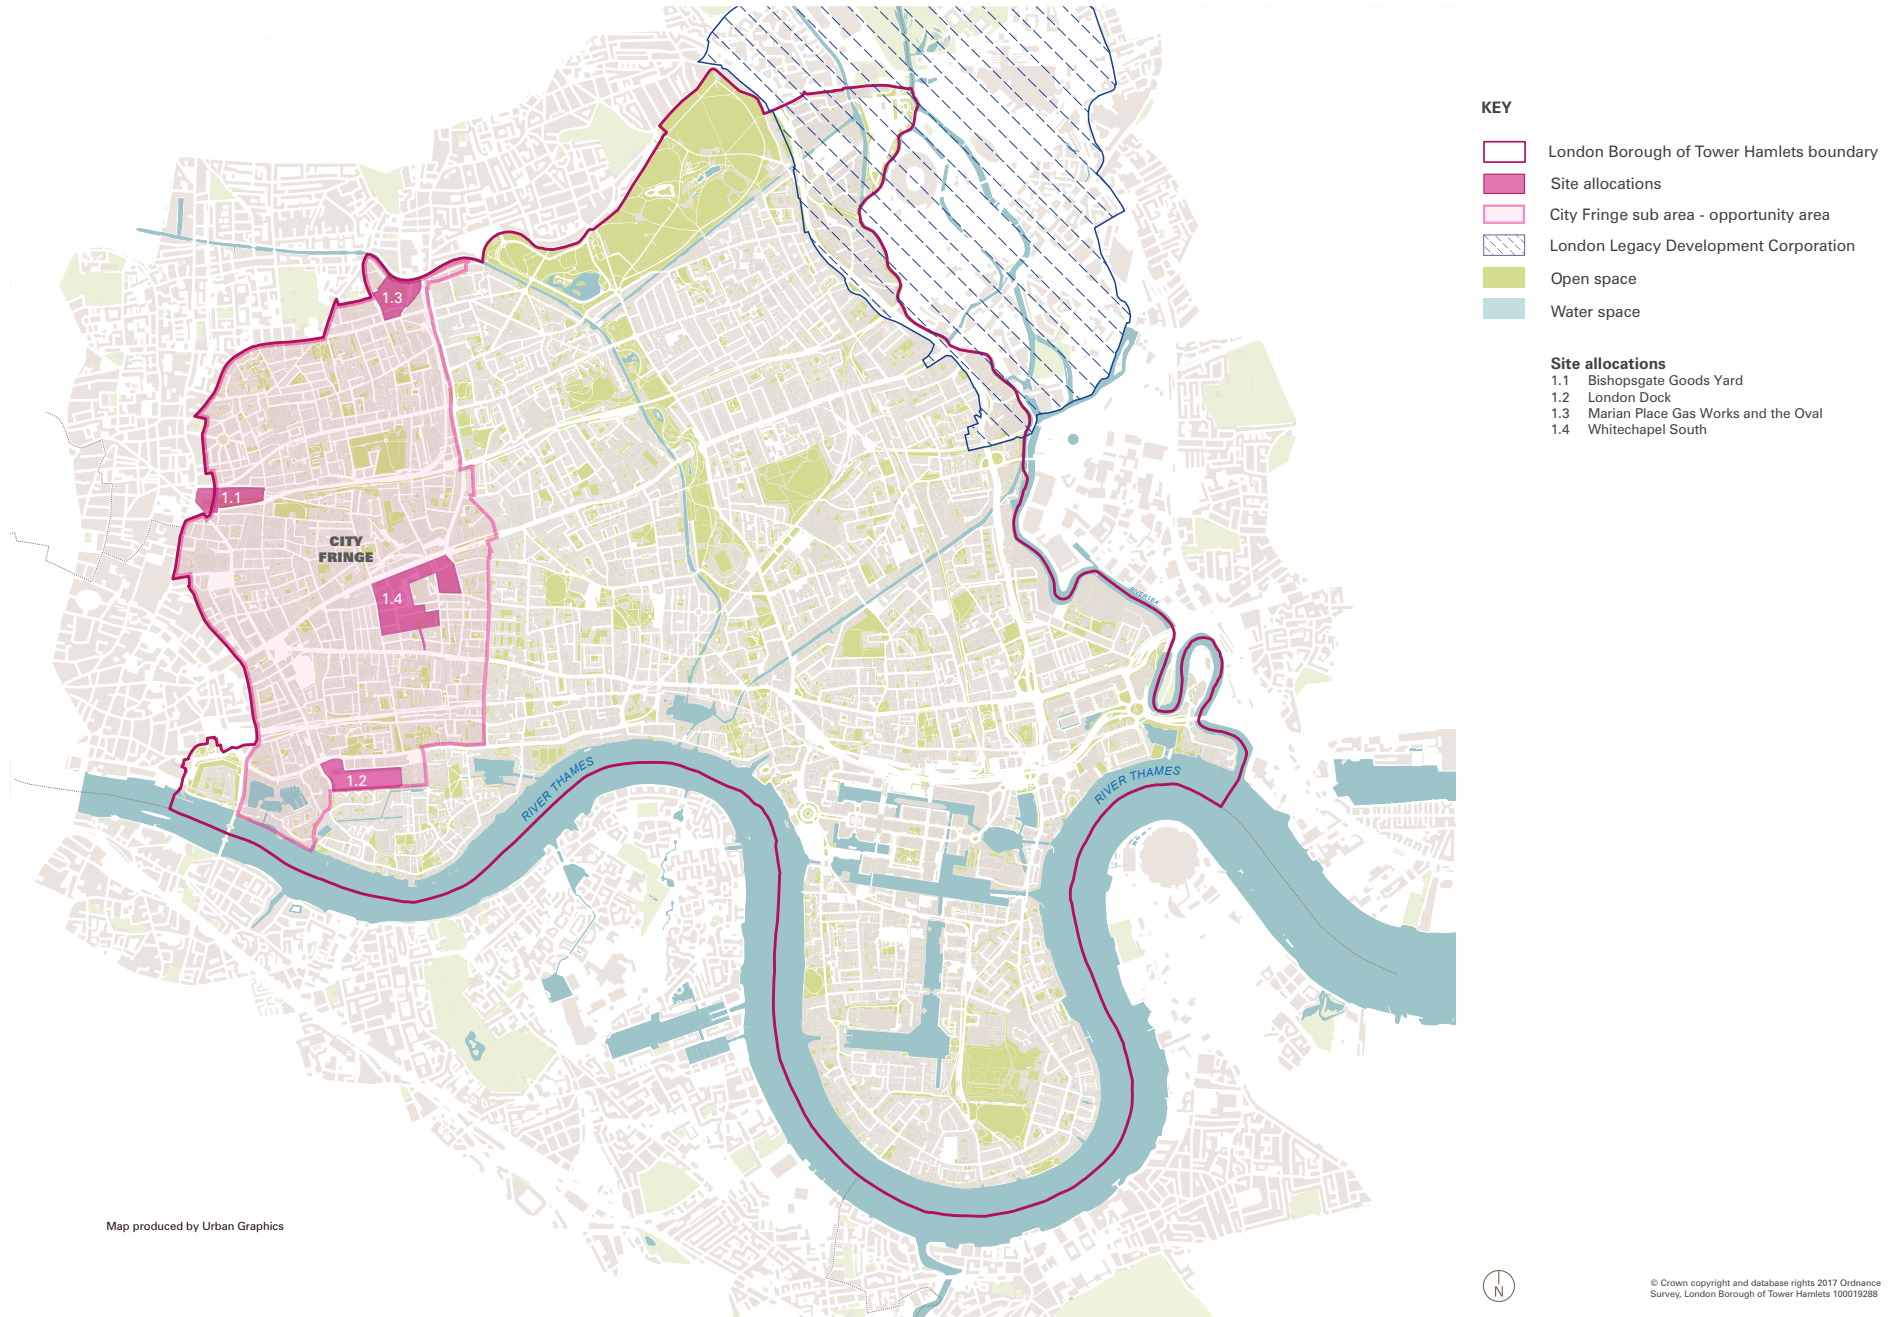 KEY
London Borough of Tower Hamlets boundary
Site allocations
City Fringe sub area - opportunity area
London Legacy Development Corporation
Open space
Water space
Site allocations
1.1 Bishopsgate Goods Yard
1.2 London Dock
1.3 Marian Place Gas Works and the Oval
1.4 Whitechapel South
1.3
1.1
CITY
FRINGE
1.4
RIVER LEA
1.2
RIVER THAMES
RIVER THAMES
Map produced by Urban Graphics
N
© Crown copyright and database rights 2017 Ordnance
Survey, London Borough of Tower Hamlets 100019288